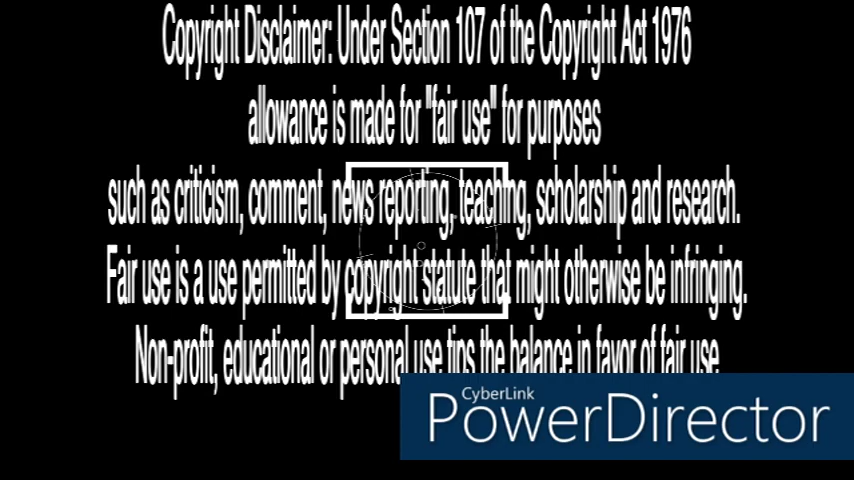 Copyright Disclaimer: Under Section 107 of the Copyright Act 1976
allowance is made for "fair use" for purposes
such as criticism, comment, news reporting, teaching, scholarship and research.
Fair use is a use permitted by copyright statute that might otherwise be infringing.
Non-profit, educational or personal use tips the balance in favor of fair use
CyberLink
PowerDirector